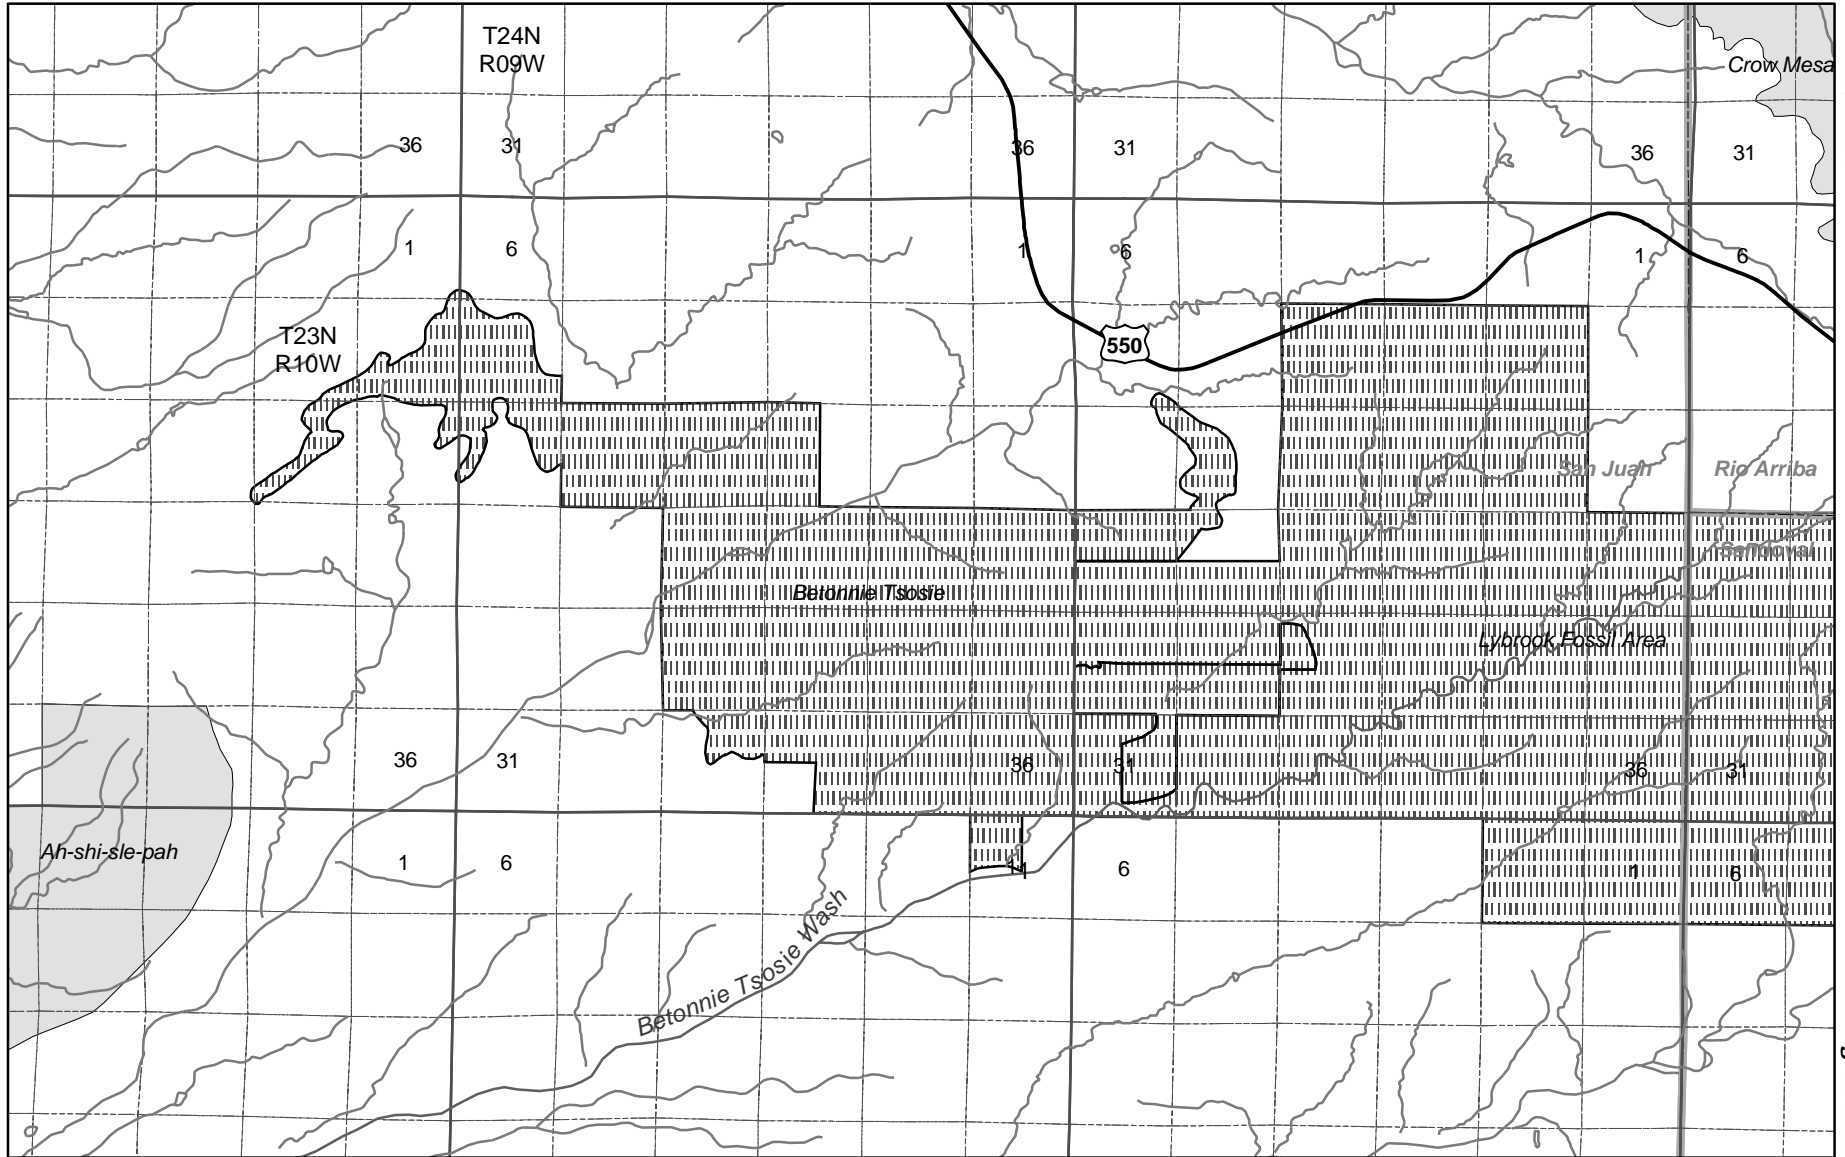 T24N
R09W
Crow Mesa
36
31
36
31
36
31
1
6
1
6
1
6
T23N
R10W
550
San Juan
Rio Arriba
Sandoval
Betonnie Tsosie
Lybrook Fossil Area
36
31
36
31
36
31
Ah-shi-sle-pah
1
6
6
1
6
Betonnie Tsosie Wash